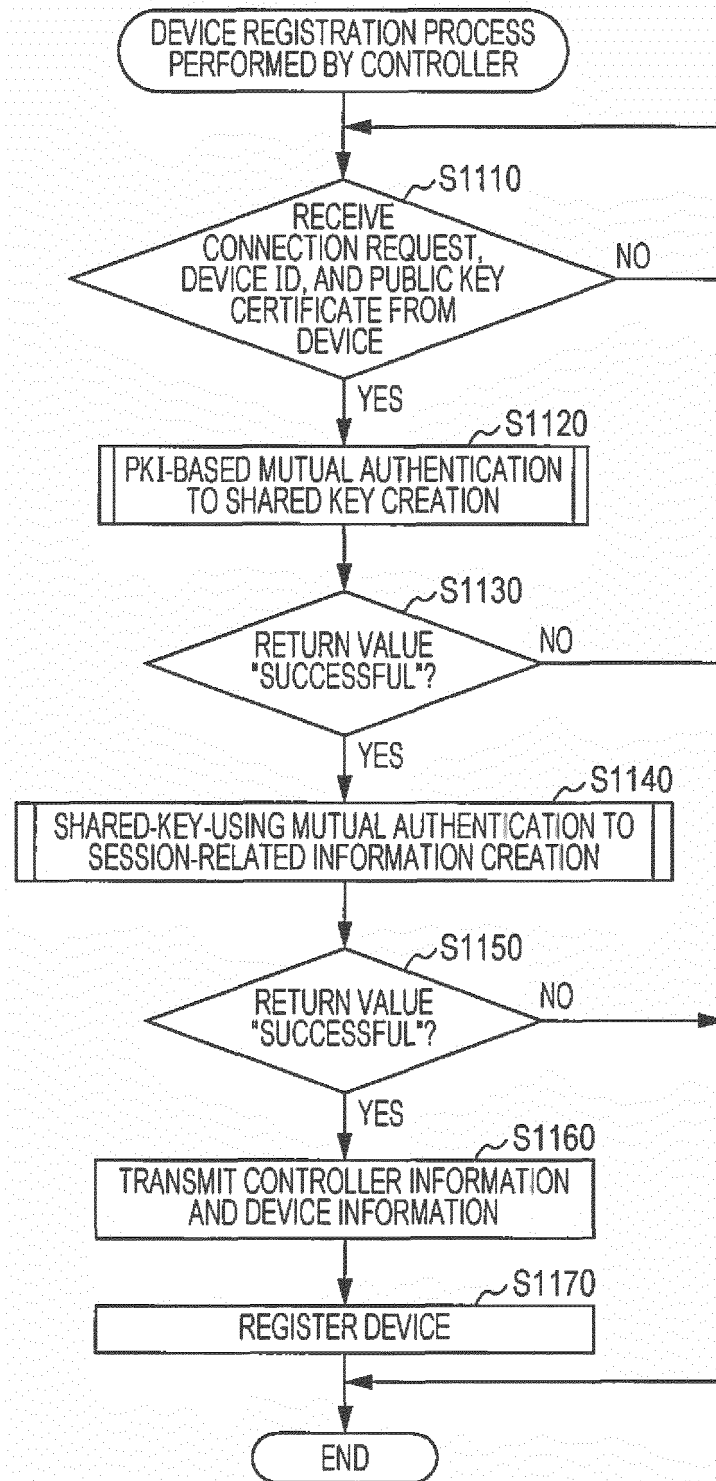 DEVICE REGISTRATION PROCESS
PERFORMED BY CONTROLLER
S1110
RECEIVE
CONNECTION REQUEST,
DEVICE ID, AND PUBLIC KEY
CERTIFICATE FROM
DEVICE
NO
YES
S1120
PKI-BASED MUTUAL AUTHENTICATION
TO SHARED KEY CREATION
S1130
RETURN VALUE
"SUCCESSFUL"?
NO
YES
S1140
SHARED-KEY-USING MUTUAL AUTHENTICATION TO
SESSION-RELATED INFORMATION CREATION
S1150
RETURN VALUE
"SUCCESSFUL"?
NO
YES
S1160
TRANSMIT CONTROLLER INFORMATION
AND DEVICE INFORMATION
S1170
REGISTER DEVICE
END